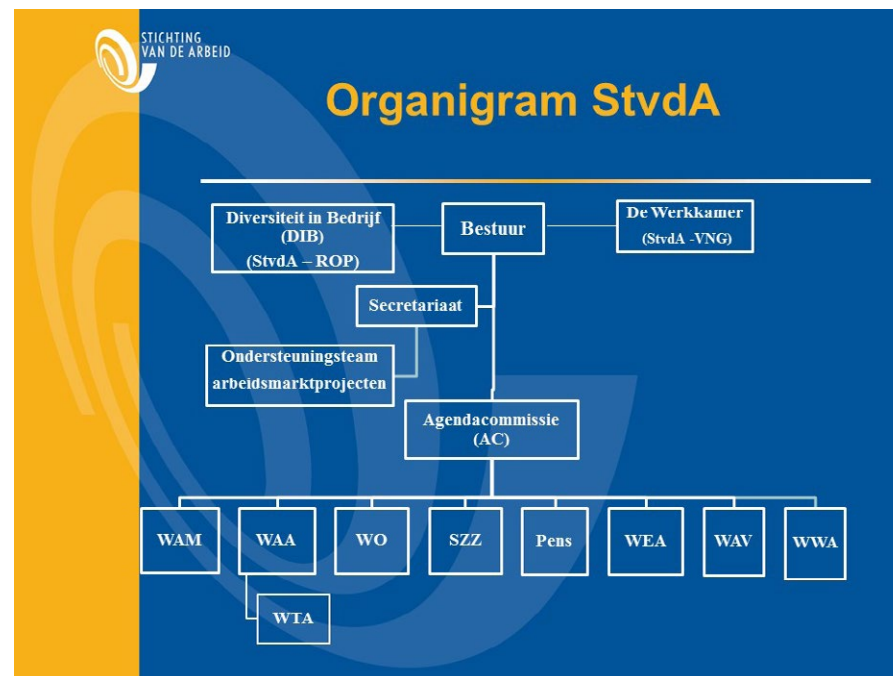 STICHTING
VAN DE ARBEID
Organigram StvdA
Diversiteit in Bedrijf
(DIB)
(StvdA – ROP)
Bestuur
De Werkkamer
(StvdA -VNG)
Secretariaat
Ondersteuningsteam
arbeidsmarktprojecten
Agendacommissie
(AC)
WAM
WAA
WO
SZZ
Pens
WEA
WAV
WWA
WTA